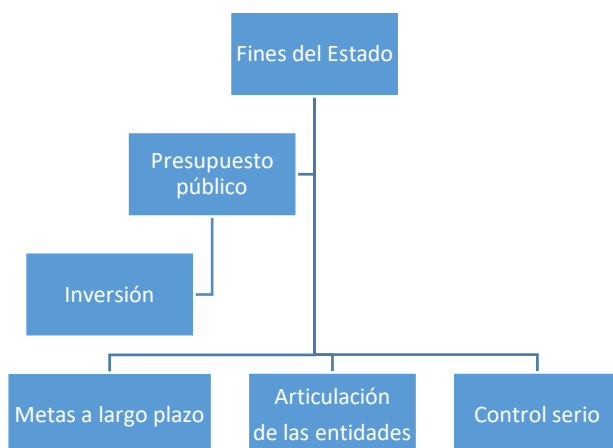 Fines del Estado
Presupuesto
público
Inversión
Metas a largo plazo
Articulación
de las entidades
Control serio